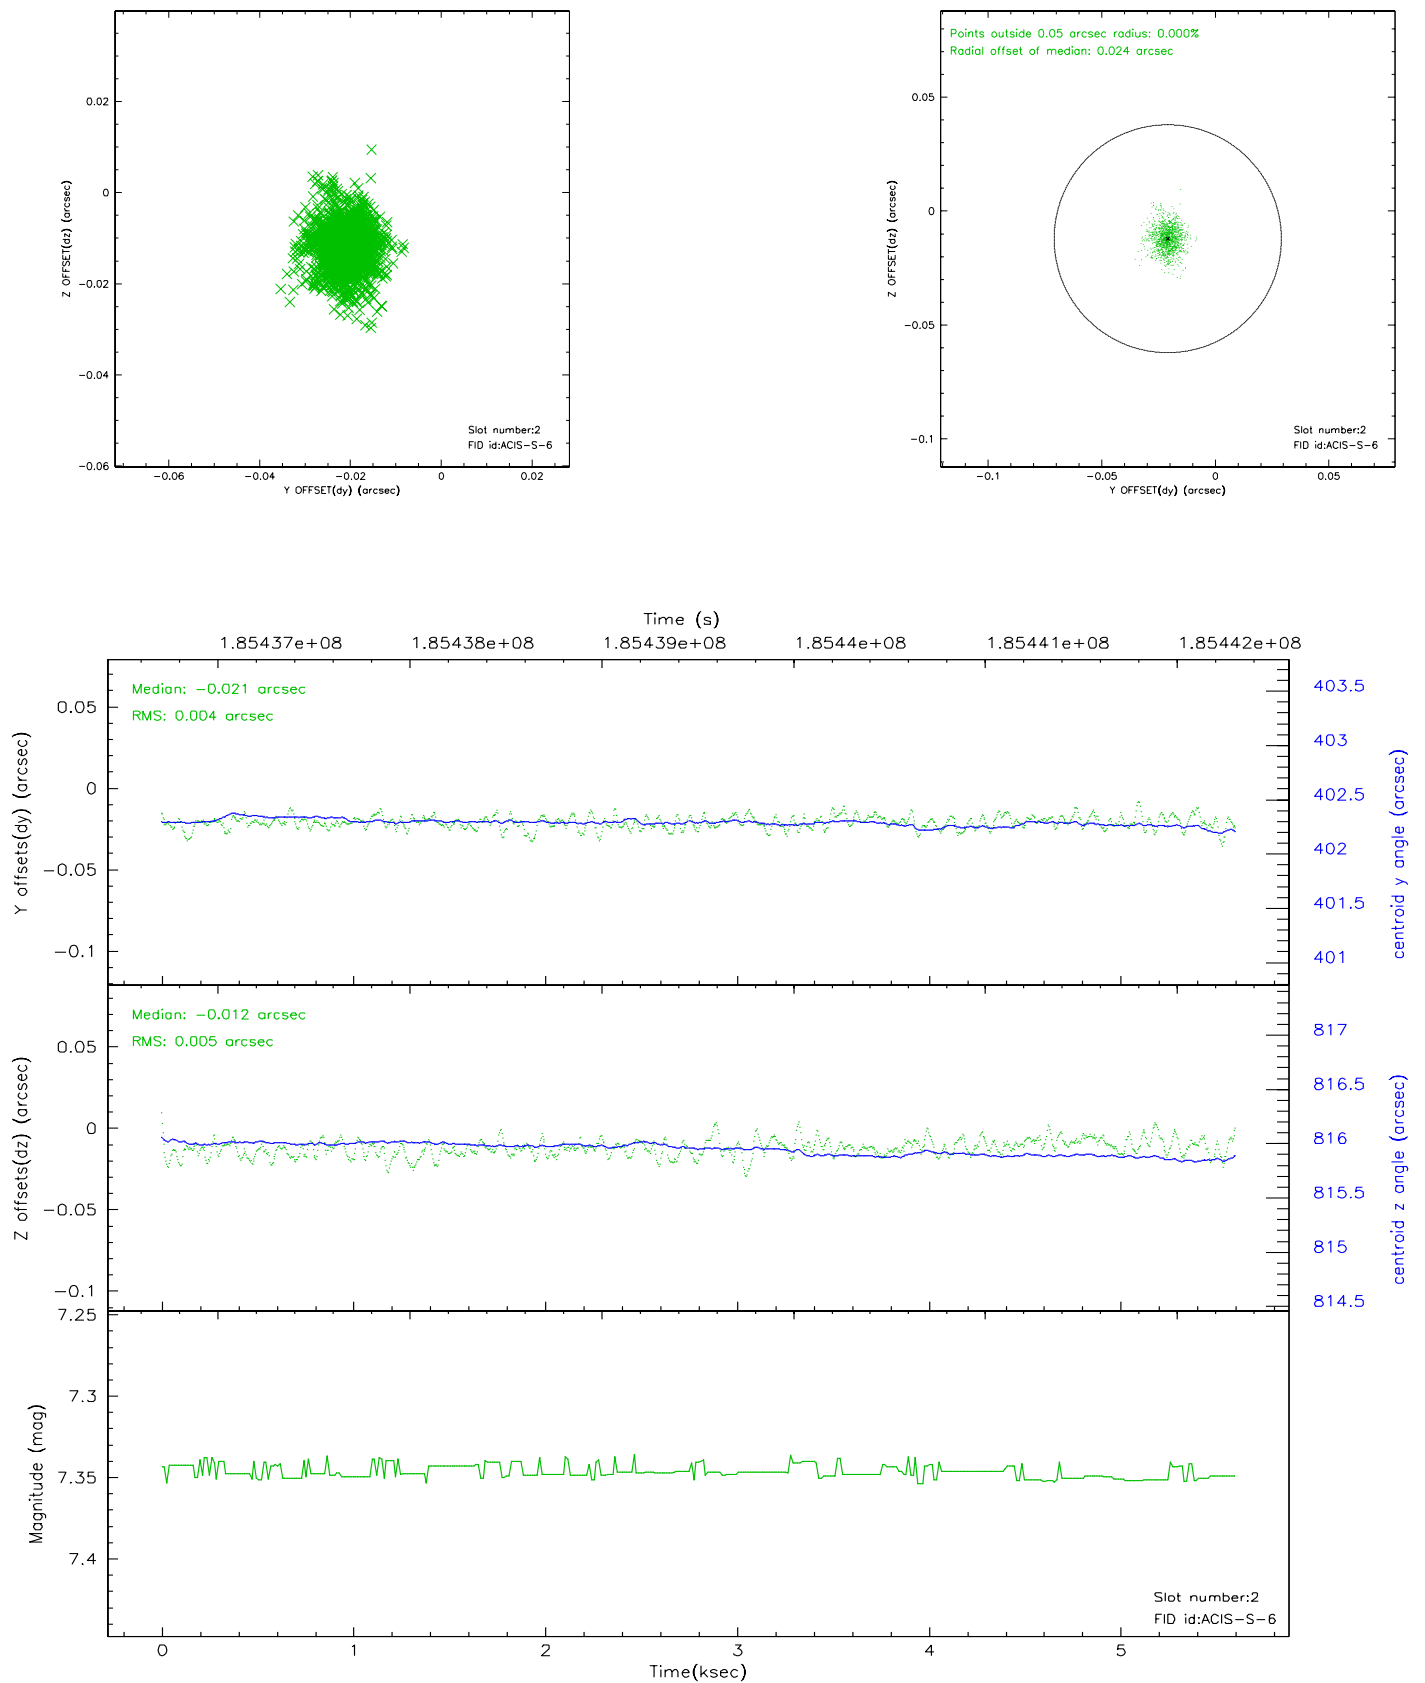 0.02
0
−0.02
−0.04
−0.06
Z OFFSET(dz) (arcsec)
Slot number:2
FID id:ACIS−S−6
−0.06 −0.04 −0.02 0 0.02
Y OFFSET(dy) (arcsec)
Points outside 0.05 arcsec radius: 0.000%
Radial offset of median: 0.024 arcsec
0.05
0
−0.05
−0.1
Z OFFSET(dz) (arcsec)
Slot number:2
FID id:ACIS−S−6
−0.1 −0.05 0 0.05
Y OFFSET(dy) (arcsec)
Time (s)
1.85437e+08 1.85438e+08 1.85439e+08 1.8544e+08 1.85441e+08 1.85442e+08
Median: −0.021 arcsec
RMS: 0.004 arcsec
0.05
0
−0.05
−0.1
Y offsets(dy) (arcsec)
403.5
403
402.5
402
401.5
401
centroid y angle (arcsec)
Median: −0.012 arcsec
RMS: 0.005 arcsec
0.05
0
−0.05
−0.1
Z offsets(dz) (arcsec)
817
816.5
816
815.5
815
814.5
centroid z angle (arcsec)
7.25
7.3
7.35
7.4
Magnitude (mag)
Slot number:2
FID id:ACIS−S−6
0 1 2 3 4 5
Time(ksec)